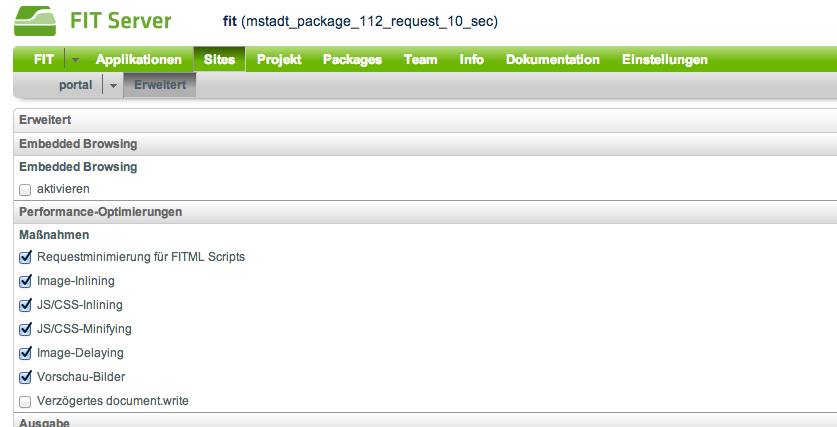 FIT Server fit (mstadt_package_112_request_10_sec)
FIT Applikationen Sites Projekt Packages Team Info Dokumentation Einstellungen
portal Erweitert
Erweitert
Embedded Browsing
Embedded Browsing
aktivieren
Performance-Optimierungen
Maßnahmen
Requestminimierung für FITML Scripts
Image-Inlining
JS/CSS-Inlining
JS/CSS-Minifying
Image-Delaying
Vorschau-Bilder
Verzögertes document.write
Ausgabe